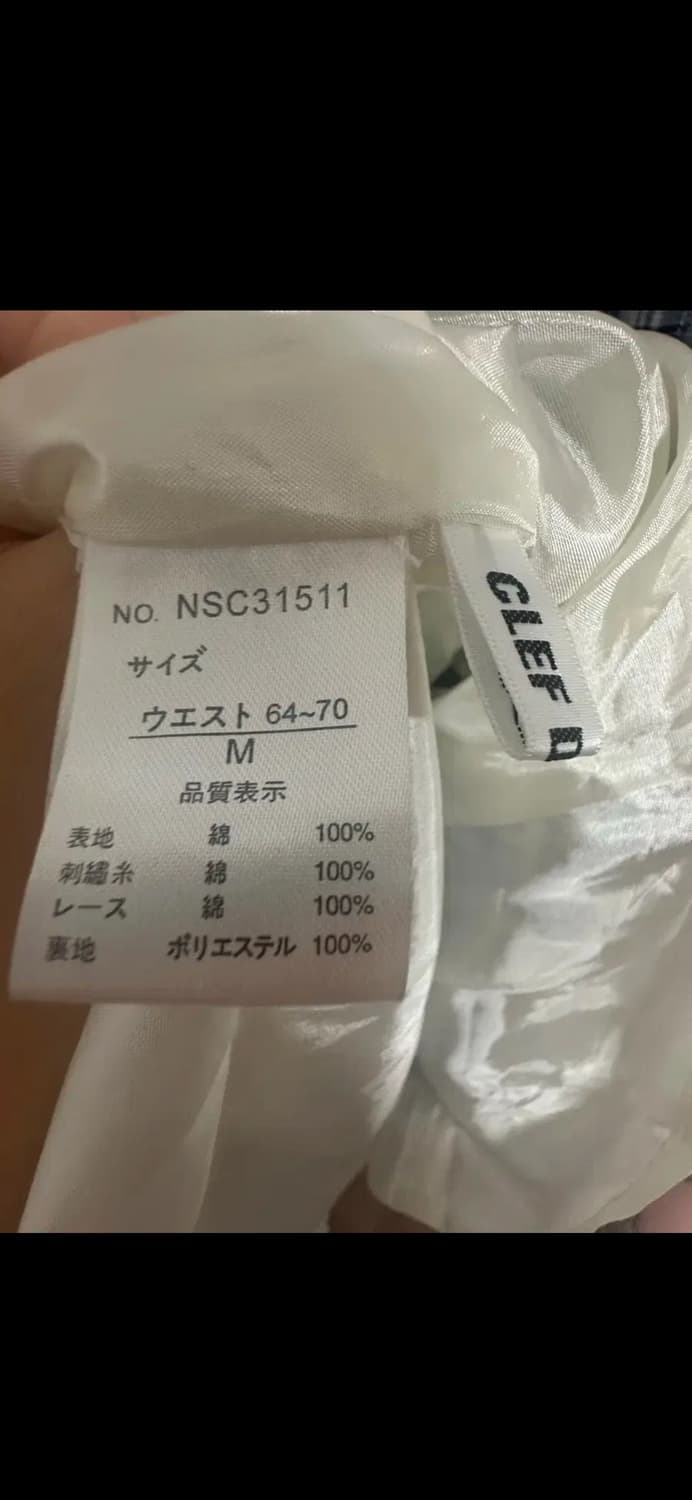 NO. NSC31511
サイズ
ウエスト 64~70
M
品質表示
表地 綿 100%
刺繡糸 綿 100%
レース 綿 100%
裏地 ポリエステル 100%
CLEF D